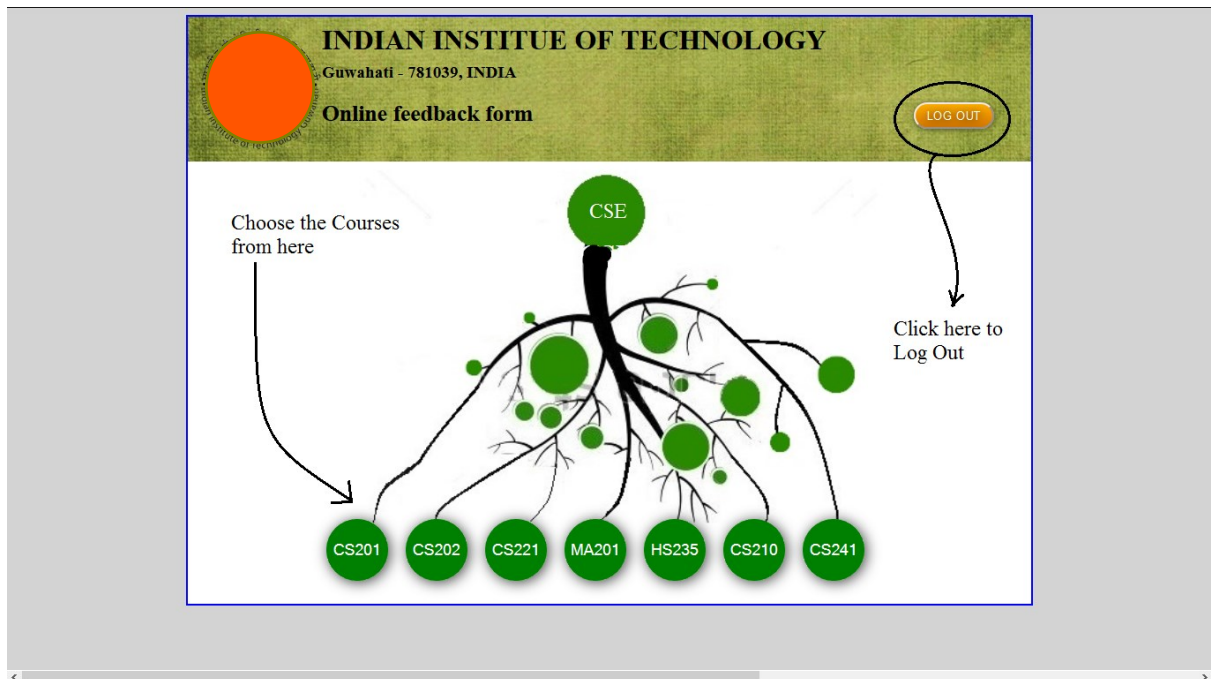 INDIAN INSTITUE OF TECHNOLOGY
Guwahati - 781039, INDIA
Online feedback form
LOG OUT
CSE
Choose the Courses
from here
Click here to
Log Out
CS201 CS202 CS221 MA201 HS235 CS210 CS241